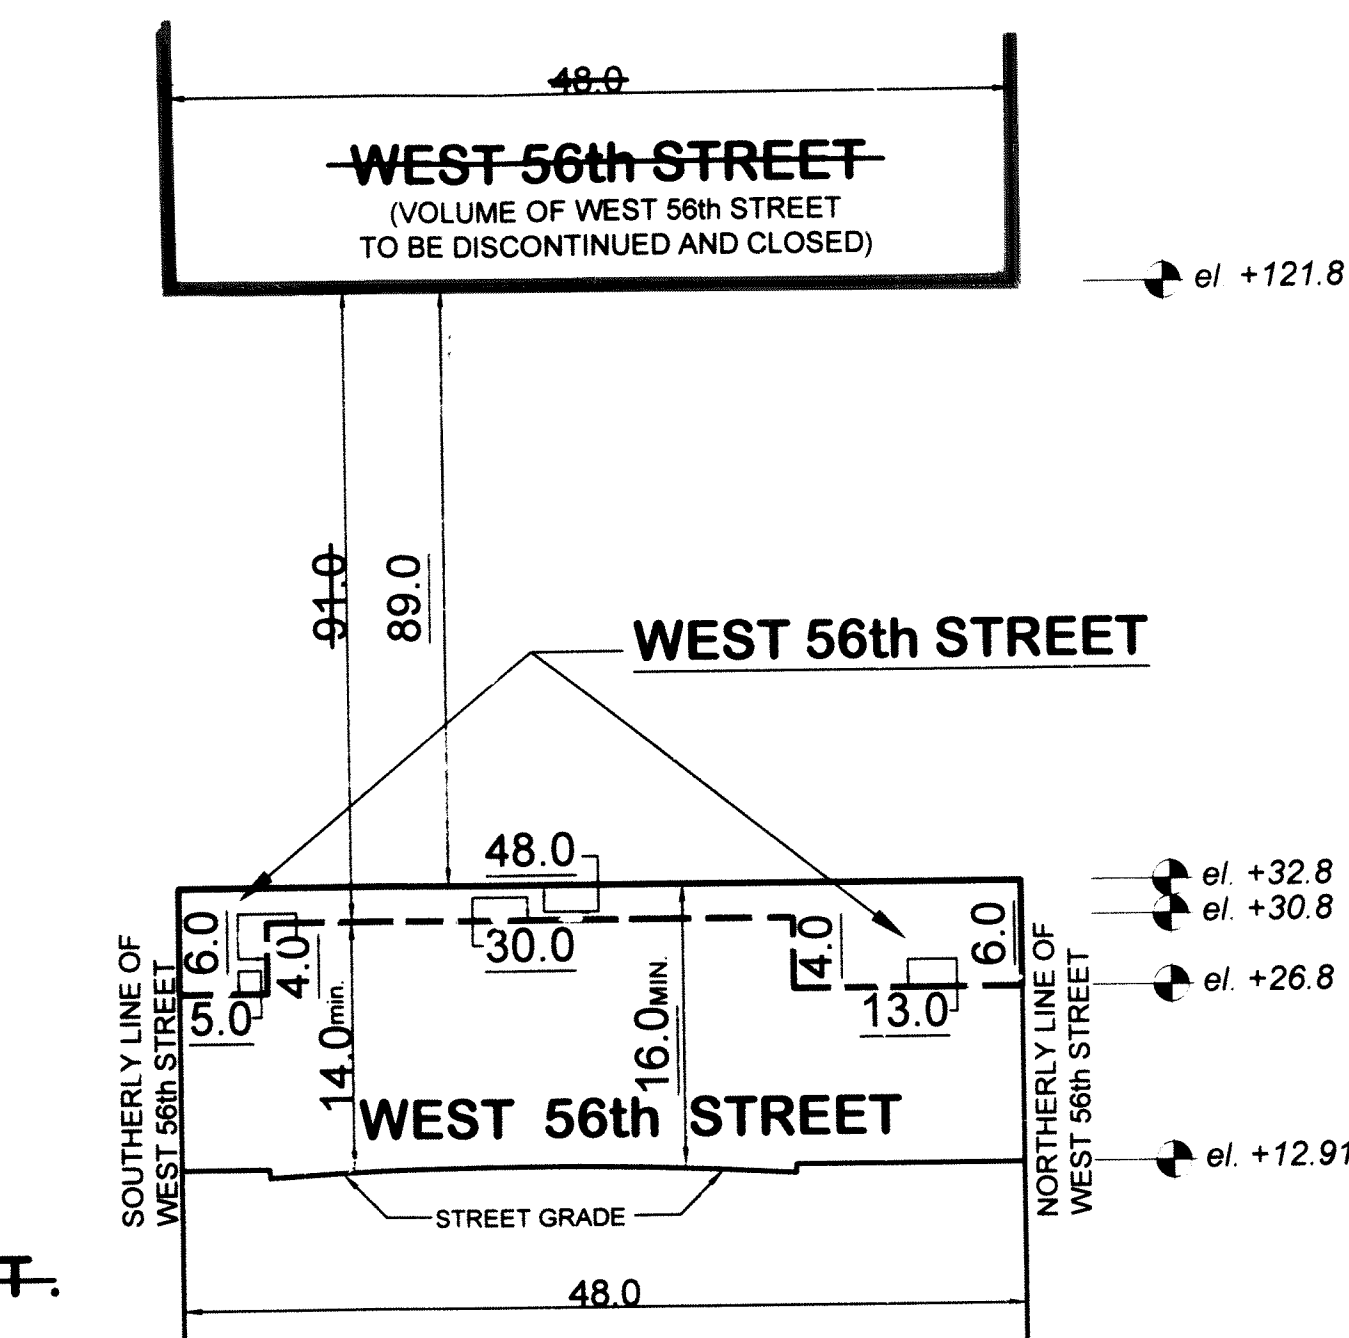 48.0
WEST 56th STREET
(VOLUME OF WEST 56th STREET
TO BE DISCONTINUED AND CLOSED)
el. +121.8
91.0
89.0
WEST 56th STREET
48.0
el. +32.8
el. +30.8
6.0
4.0
30.0
4.0
6.0
el. +26.8
5.0
13.0
14.0min.
16.0MIN.
SOUTHERLY LINE OF
WEST 56th STREET
NORTHERLY LINE OF
WEST 56th STREET
WEST 56th STREET
el. +12.91
STREET GRADE
T.
48.0